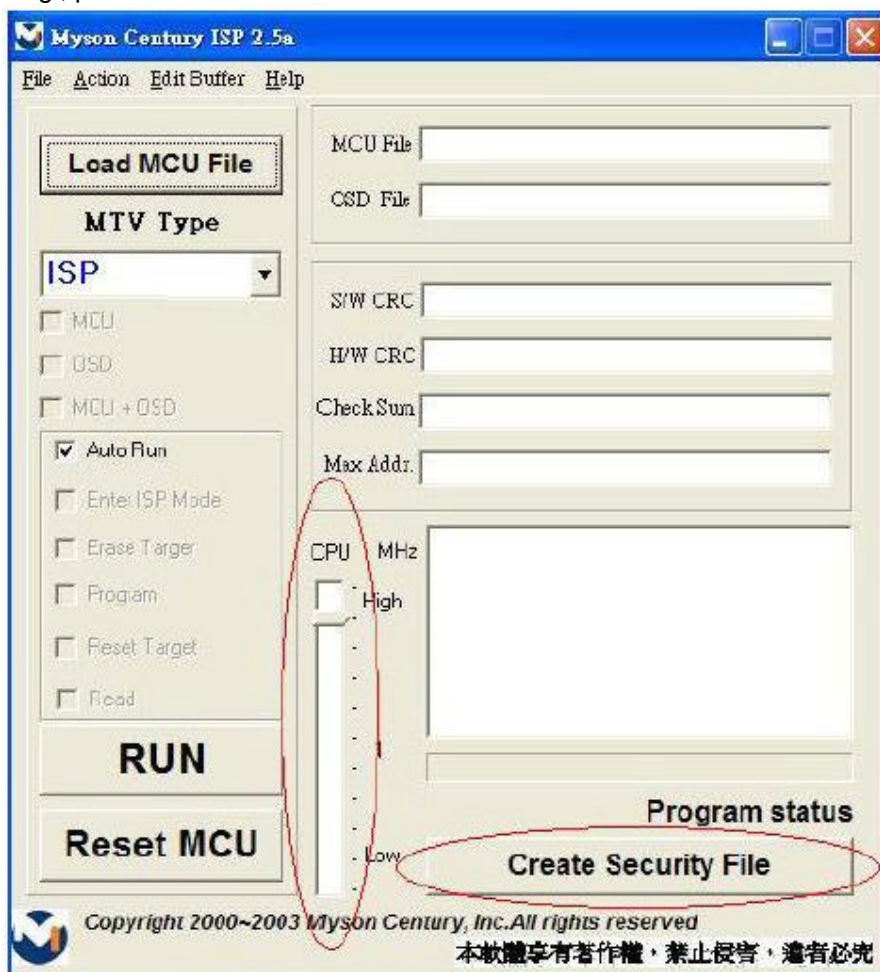 Myson Century ISP 2.5a
File Action Edit Buffer Help
Load MCU File
MTV Type
ISP
MCU
OSD
MCU + OSD
Auto Run
Enter ISP Mode
Erase Targer
Program
Reset Target
Read
RUN
Reset MCU
MCU File
OSD File
S/W CRC
H/W CRC
Check Sum
Max Addr.
CPU MHz
High
Low
Program status
Create Security File
Copyright 2000~2003 Myson Century, Inc.All rights reserved
本軟體享有著作權，禁止侵害，違者必究